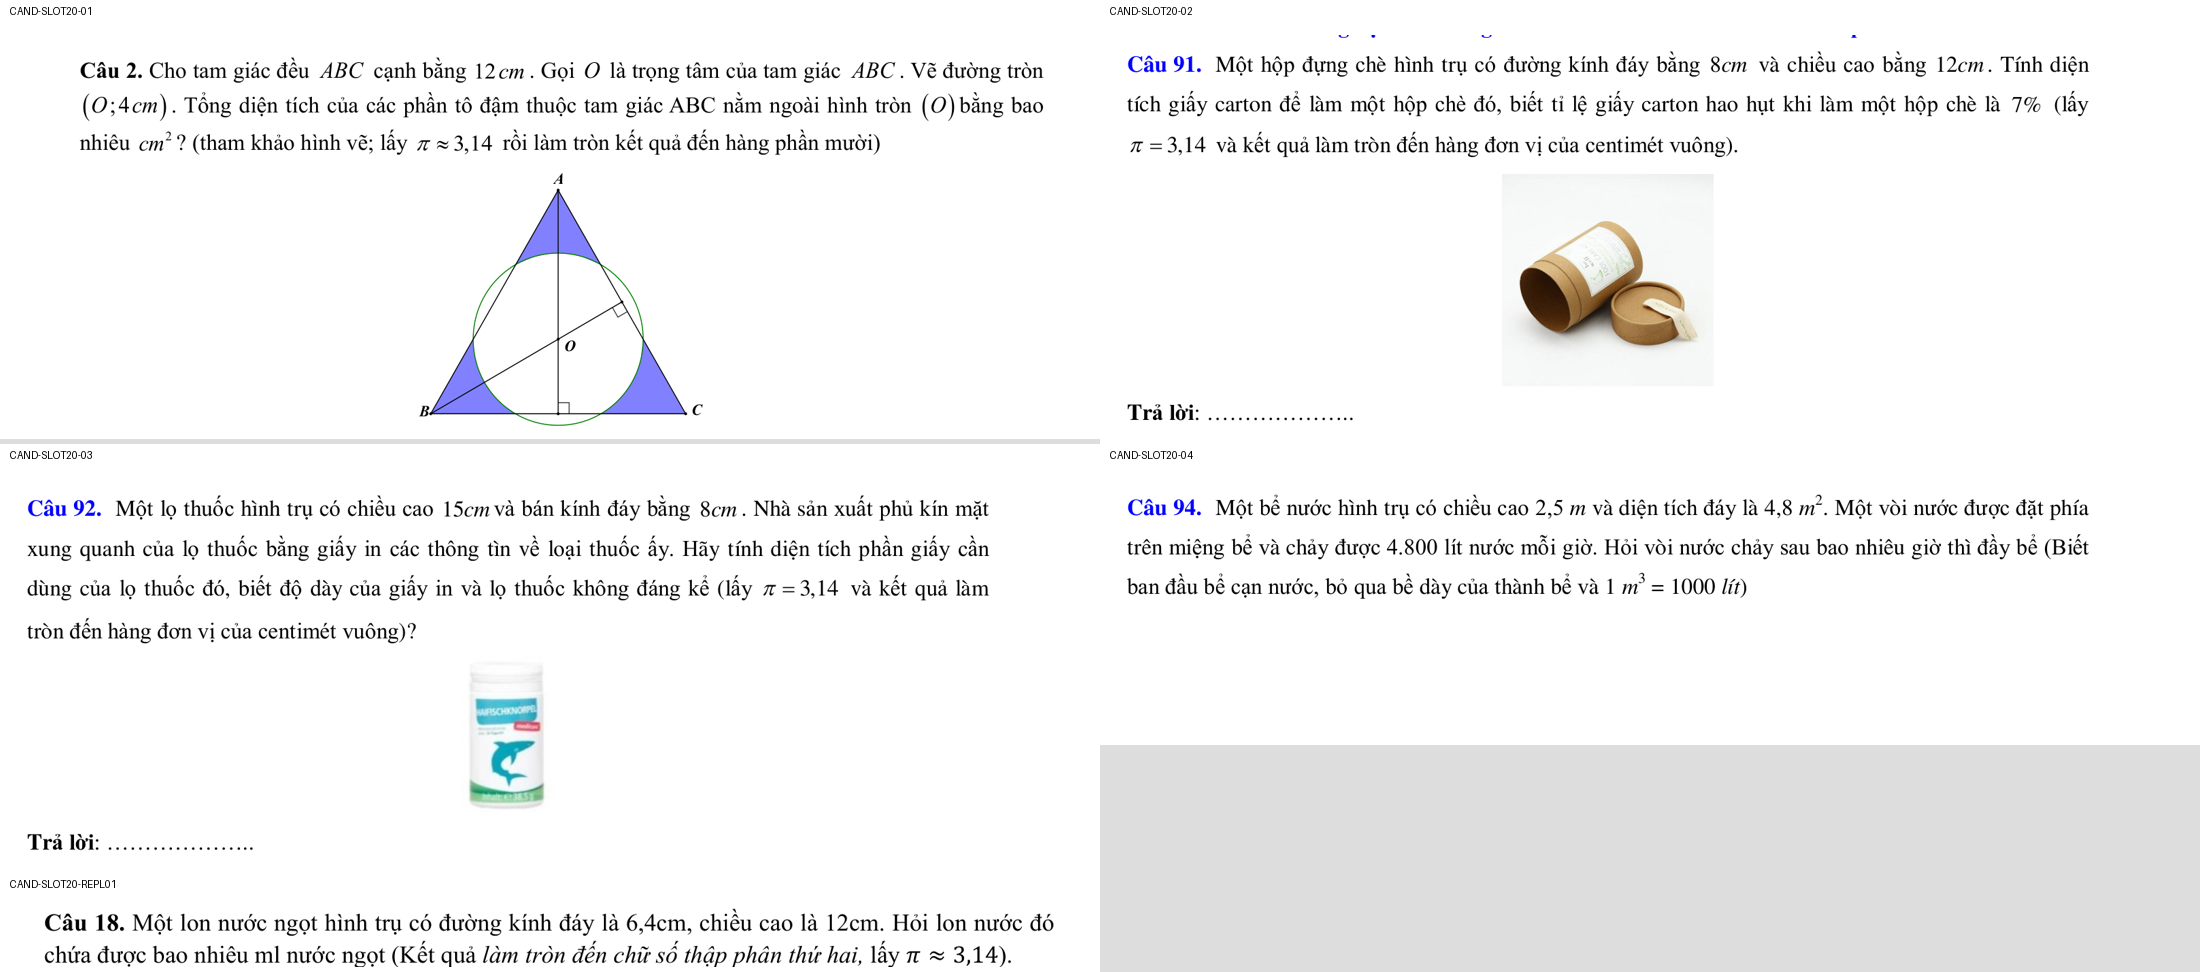 CAND-SLOT20-01
Câu 2. Cho tam giác đều ABC cạnh bằng 12cm. Gọi O là trọng tâm của tam giác ABC. Vẽ đường tròn
(O;4cm). Tổng diện tích của các phần tô đậm thuộc tam giác ABC nằm ngoài hình tròn (O) bằng bao
nhiêu cm² ? (tham khảo hình vẽ; lấy π ≈ 3,14 rồi làm tròn kết quả đến hàng phần mười)
A
O
B
C
CAND-SLOT20-02
Câu 91. Một hộp đựng chè hình trụ có đường kính đáy bằng 8cm và chiều cao bằng 12cm. Tính diện
tích giấy carton để làm một hộp chè đó, biết tỉ lệ giấy carton hao hụt khi làm một hộp chè là 7% (lấy
π = 3,14 và kết quả làm tròn đến hàng đơn vị của centimét vuông).
Trả lời: ………………..
CAND-SLOT20-03
Câu 92. Một lọ thuốc hình trụ có chiều cao 15cm và bán kính đáy bằng 8cm. Nhà sản xuất phủ kín mặt
xung quanh của lọ thuốc bằng giấy in các thông tìn về loại thuốc ấy. Hãy tính diện tích phần giấy cần
dùng của lọ thuốc đó, biết độ dày của giấy in và lọ thuốc không đáng kể (lấy π = 3,14 và kết quả làm
tròn đến hàng đơn vị của centimét vuông)?
HAIFISCHKNORPEL
Trả lời: ………………..
CAND-SLOT20-04
Câu 94. Một bể nước hình trụ có chiều cao 2,5 m và diện tích đáy là 4,8 m². Một vòi nước được đặt phía
trên miệng bể và chảy được 4.800 lít nước mỗi giờ. Hỏi vòi nước chảy sau bao nhiêu giờ thì đầy bể (Biết
ban đầu bể cạn nước, bỏ qua bề dày của thành bể và 1 m³ = 1000 lít)
CAND-SLOT20-REPL01
Câu 18. Một lon nước ngọt hình trụ có đường kính đáy là 6,4cm, chiều cao là 12cm. Hỏi lon nước đó
chứa được bao nhiêu ml nước ngọt (Kết quả làm tròn đến chữ số thập phân thứ hai, lấy π ≈ 3,14).